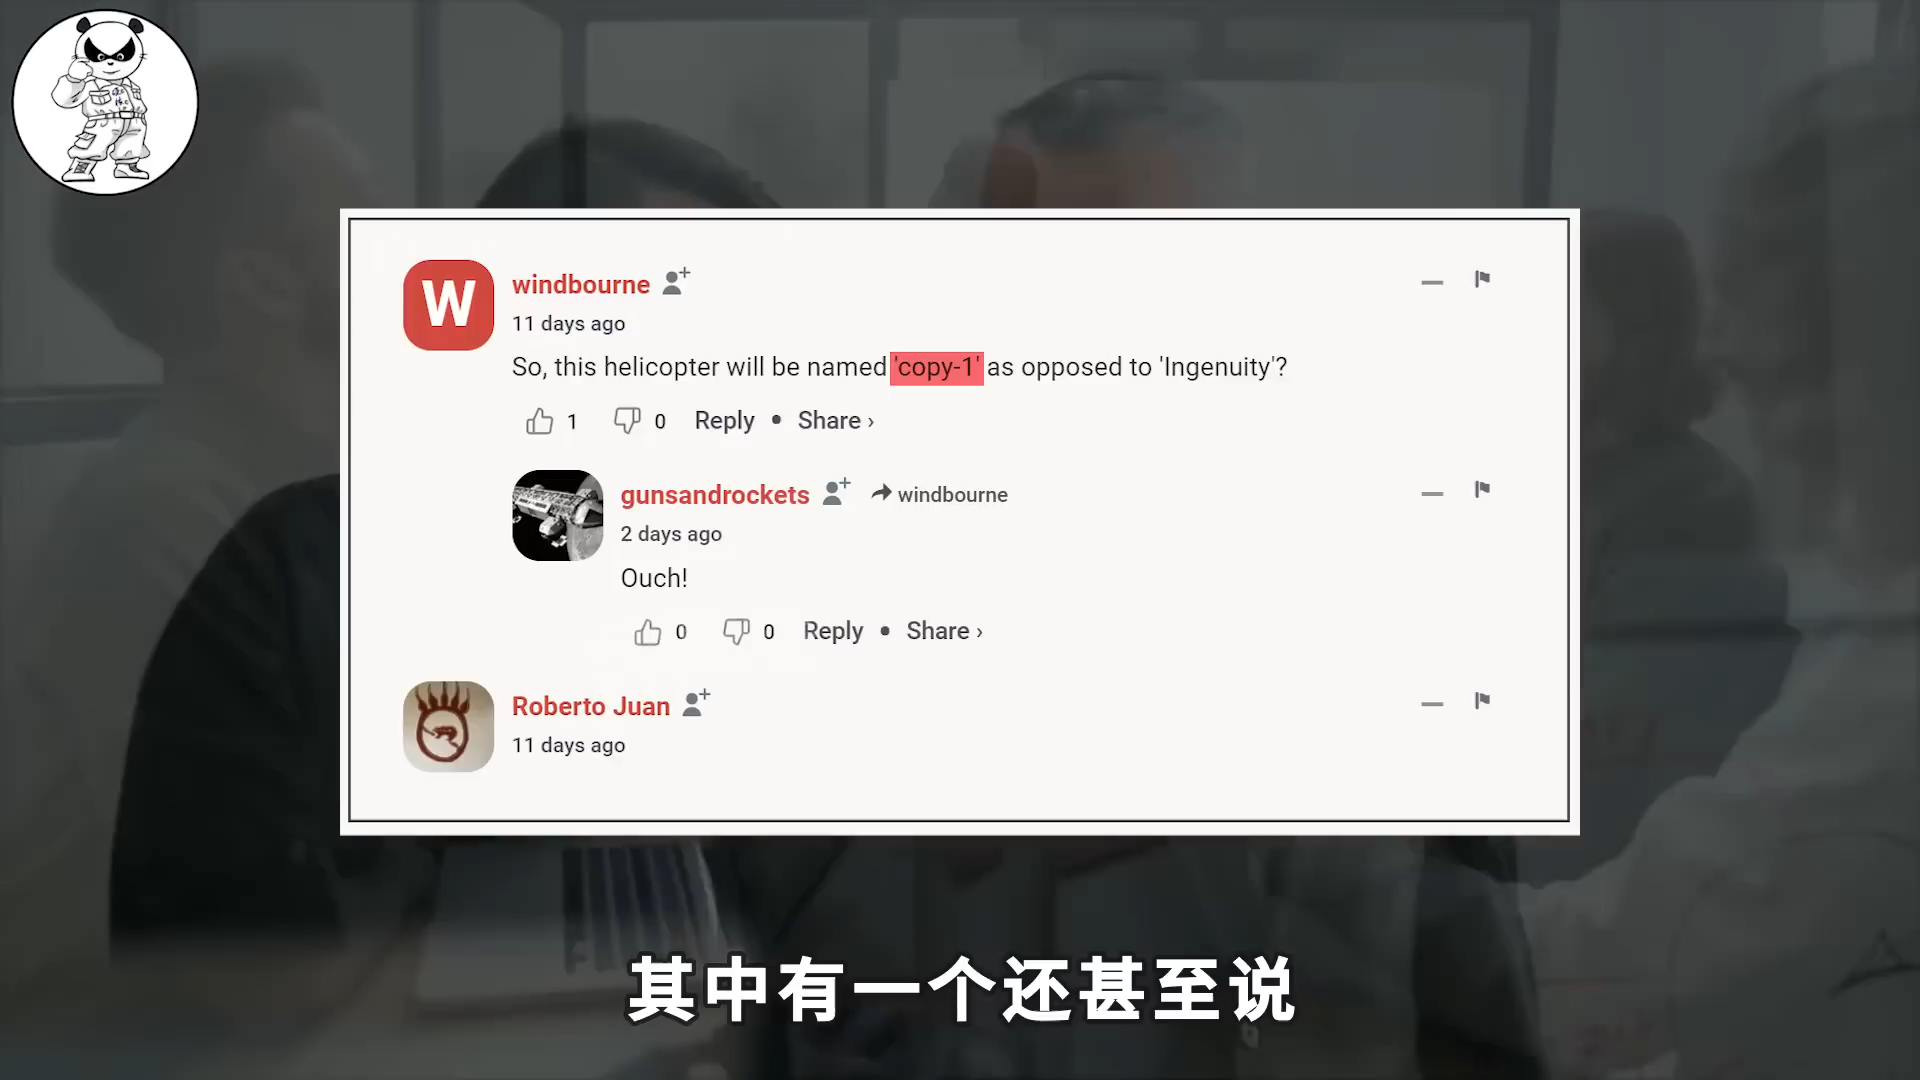 W
windbourne
11 days ago
So, this helicopter will be named 'copy-1' as opposed to 'Ingenuity'?
1 0 Reply • Share ›
gunsandrockets windbourne
2 days ago
Ouch!
0 0 Reply • Share ›
Roberto Juan
11 days ago
其中有一个还甚至说